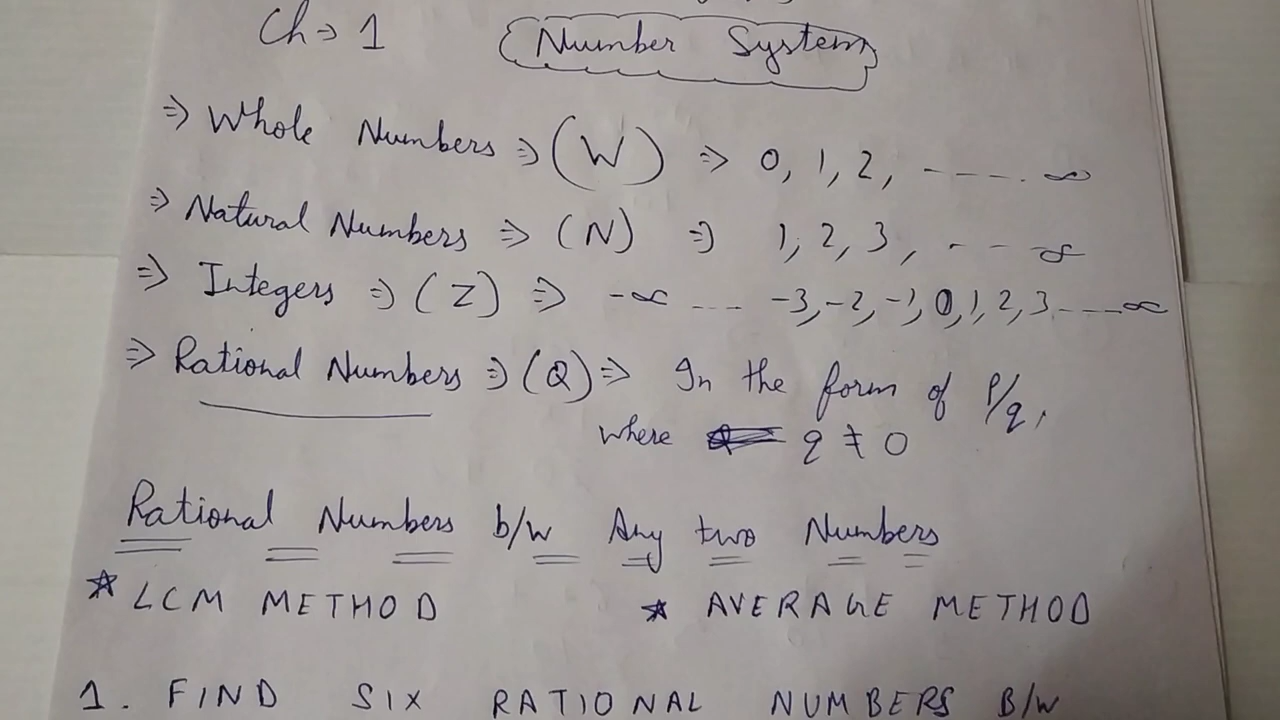 Ch ⇒ 1 Number System
⇒ Whole Numbers ⇒ (W) ⇒ 0, 1, 2, ----- ∞
⇒ Natural Numbers ⇒ (N) ⇒ 1, 2, 3, --- ∞
⇒ Integers ⇒ (Z) ⇒ -∞ --- -3, -2, -1, 0, 1, 2, 3 ----- ∞
⇒ Rational Numbers ⇒ (Q) ⇒ In the form of P/q,
where q ≠ 0
Rational Numbers b/w Any two Numbers
* LCM METHOD * AVERAGE METHOD
1. FIND SIX RATIONAL NUMBERS B/W